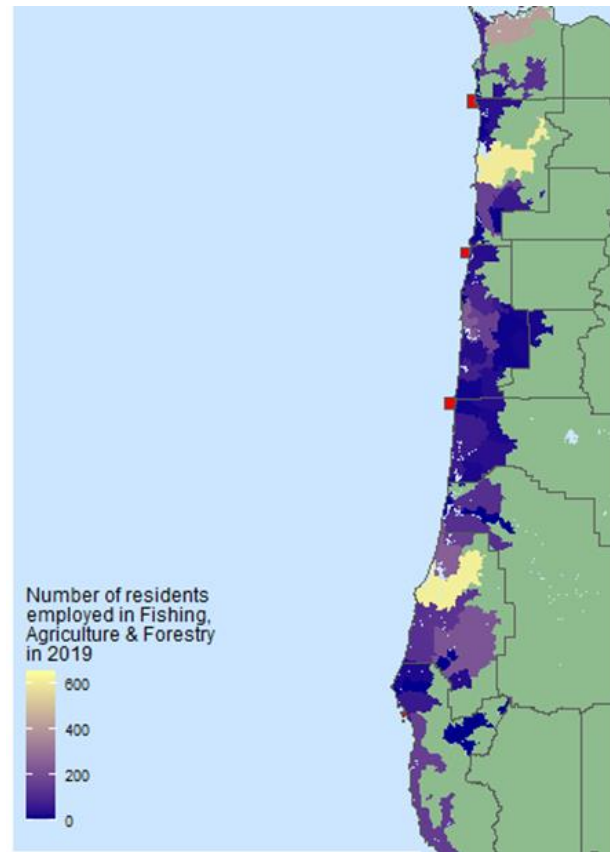 Number of residents
employed in Fishing,
Agriculture & Forestry
in 2019
600
400
200
0